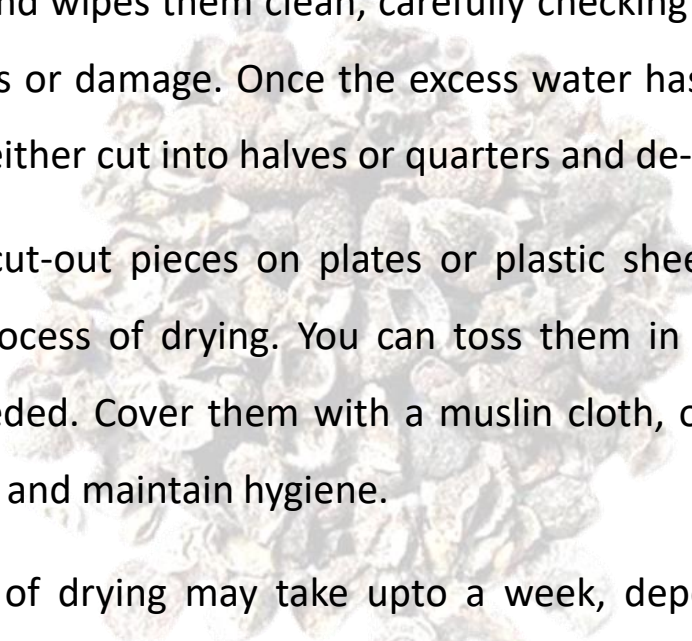 nd wipes them clean, carefully checking
s or damage. Once the excess water has
either cut into halves or quarters and de-
cut-out pieces on plates or plastic shee
ocess of drying. You can toss them in
eded. Cover them with a muslin cloth, o
and maintain hygiene.
of drying may take upto a week, depe